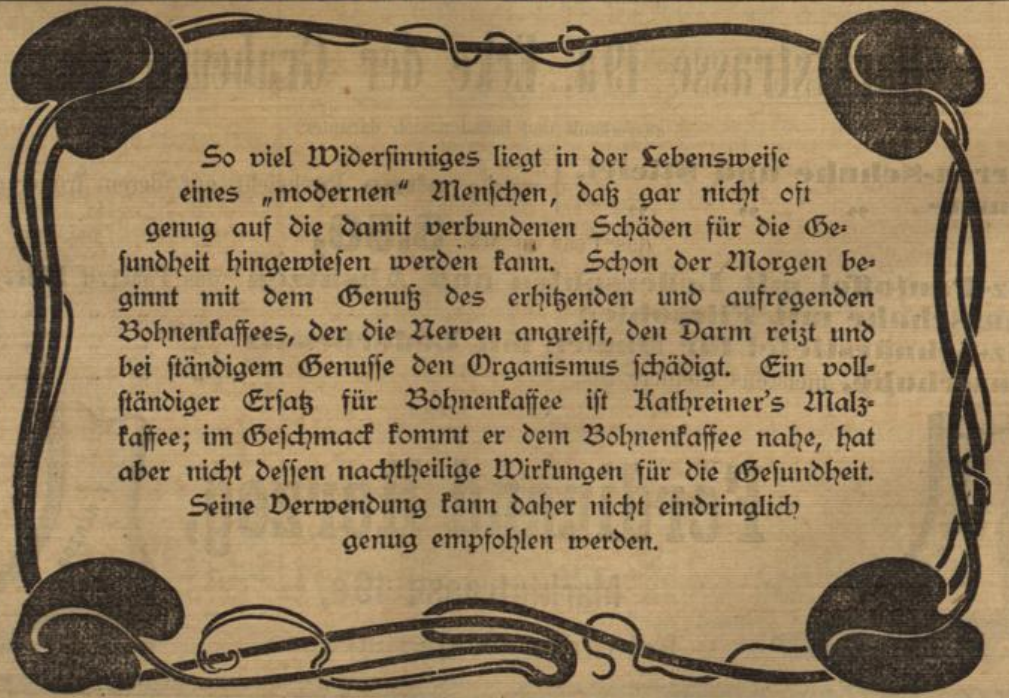 So viel Widersinniges liegt in der Lebensweise
eines „modernen“ Menschen, daß gar nicht oft
genug auf die damit verbundenen Schäden für die Ge-
sundheit hingewiesen werden kann. Schon der Morgen be-
ginnt mit dem Genuß des erhitzenden und aufregenden
Bohnenkaffees, der die Nerven angreift, den Darm reizt und
bei ständigem Genusse den Organismus schädigt. Ein voll-
ständiger Ersatz für Bohnenkaffee ist Kathreiner's Malz-
kaffee; im Geschmack kommt er dem Bohnenkaffee nahe, hat
aber nicht dessen nachtheilige Wirkungen für die Gesundheit.
Seine Verwendung kann daher nicht eindringlich
genug empfohlen werden.